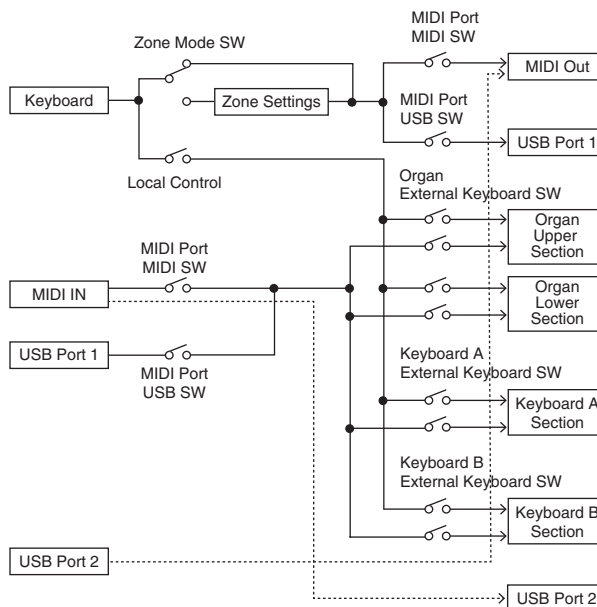 Zone Mode SW
MIDI Port
MIDI SW
MIDI Out
Keyboard
Zone Settings
MIDI Port
USB SW
USB Port 1
Local Control
Organ
External Keyboard SW
Organ
Upper
Section
MIDI Port
MIDI SW
MIDI IN
Organ
Lower
Section
USB Port 1
MIDI Port
USB SW
Keyboard A
External Keyboard SW
Keyboard A
Section
Keyboard B
External Keyboard SW
Keyboard B
Section
USB Port 2
USB Port 2